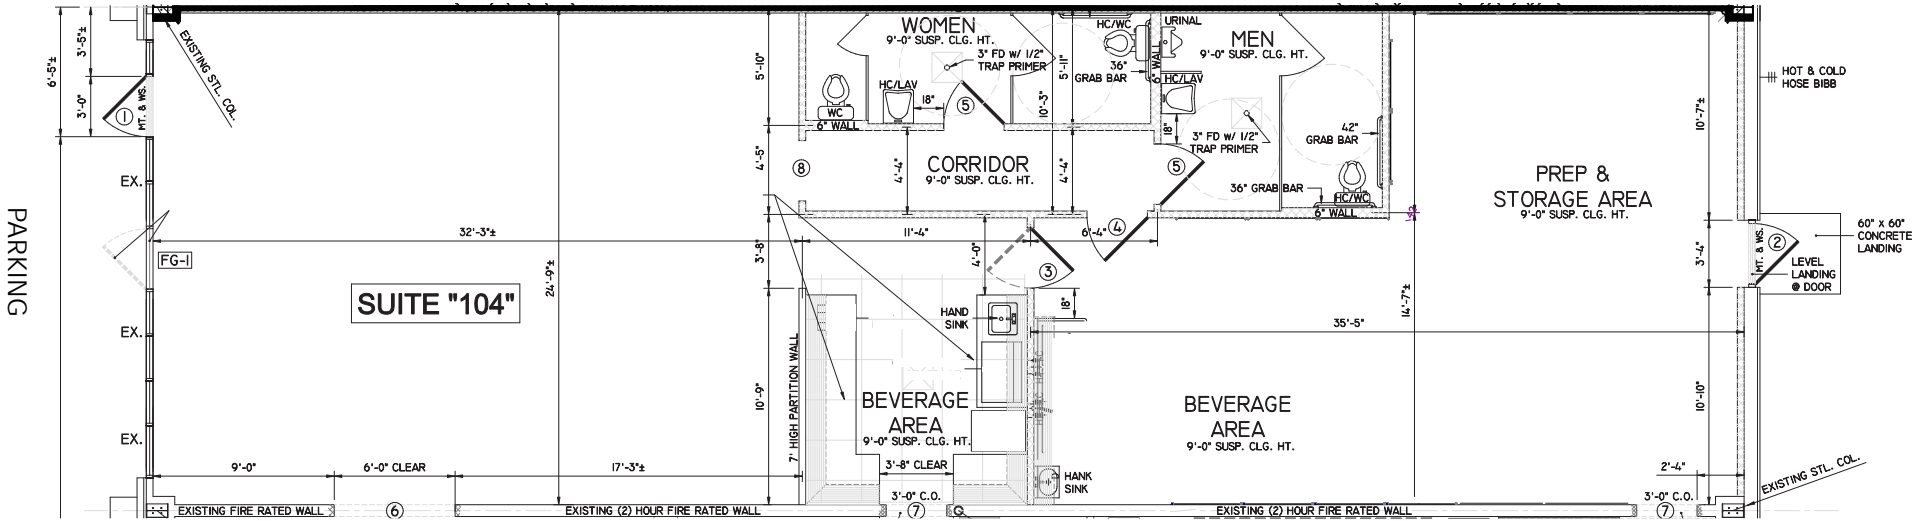 PARKING
6'-5"±
3'-5"±
3'-0"
EXISTING STL. COL.
1
MT. & WS.
EX.
FG-1
EX.
EX.
32'-3"±
24'-9"±
SUITE "104"
9'-0"
6'-0" CLEAR
17'-3"±
EXISTING FIRE RATED WALL
6
EXISTING (2) HOUR FIRE RATED WALL
7
EXISTING (2) HOUR FIRE RATED WALL
7
5'-10"
4'-5"
3'-8"
10'-9"
7' HIGH PARTITION WALL
WOMEN
9'-0" SUSP. CLG. HT.
3" FD W/ 1/2"
TRAP PRIMER
HC/LAV
WC
6" WALL
18"
5
HC/WC
36"
GRAB BAR
5'-11"
10'-3"
6" WALL
8
CORRIDOR
9'-0" SUSP. CLG. HT.
4'-4"
4'-4"
URINAL
MEN
9'-0" SUSP. CLG. HT.
HC/LAV
18"
3" FD W/ 1/2"
TRAP PRIMER
5
42"
GRAB BAR
36" GRAB BAR
HC/WC
6" WALL
11'-4"
6'-4"
4
4'-0"
3
18"
HAND
SINK
BEVERAGE
AREA
9'-0" SUSP. CLG. HT.
3'-8" CLEAR
3'-0" C.O.
HANK
SINK
PREP &
STORAGE AREA
9'-0" SUSP. CLG. HT.
14'-7"±
35'-5"
BEVERAGE
AREA
9'-0" SUSP. CLG. HT.
10'-7"±
3'-4"
10'-10"
2'-4"
3'-0" C.O.
EXISTING STL. COL.
HOT & COLD
HOSE BIBB
MT. & WS.
2
60" x 60"
CONCRETE
LANDING
LEVEL
LANDING
@ DOOR